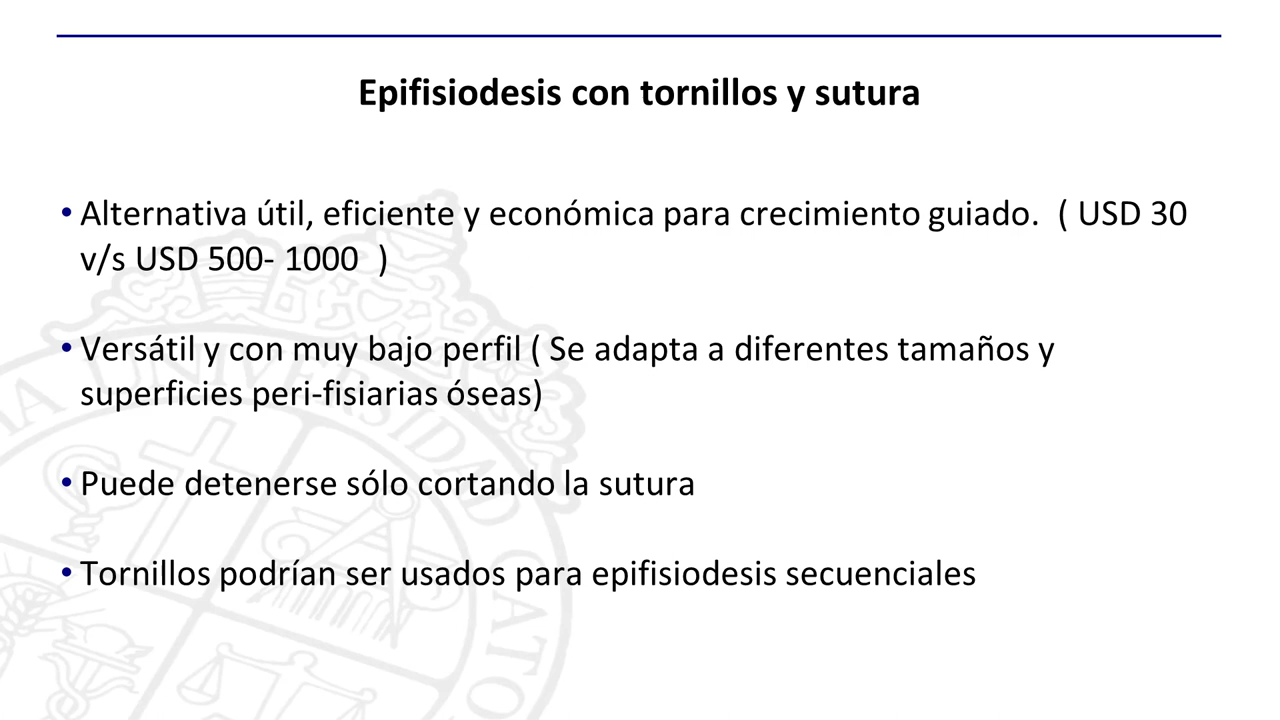 Epifisiodesis con tornillos y sutura
• Alternativa útil, eficiente y económica para crecimiento guiado.  ( USD 30
v/s USD 500- 1000  )
• Versátil y con muy bajo perfil ( Se adapta a diferentes tamaños y
superficies peri-fisiarias óseas)
• Puede detenerse sólo cortando la sutura
• Tornillos podrían ser usados para epifisiodesis secuenciales